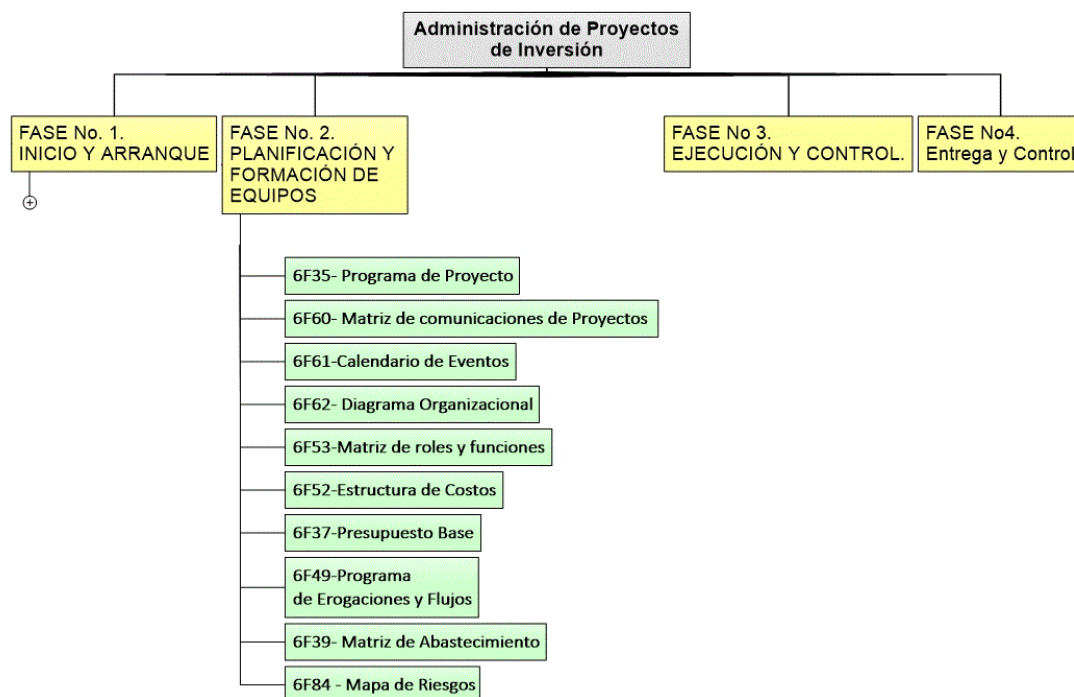 Administración de Proyectos
de Inversión
FASE No. 1.
INICIO Y ARRANQUE
FASE No. 2.
PLANIFICACIÓN Y
FORMACIÓN DE
EQUIPOS
FASE No 3.
EJECUCIÓN Y CONTROL.
FASE No4.
Entrega y Control
6F35- Programa de Proyecto
6F60- Matriz de comunicaciones de Proyectos
6F61-Calendario de Eventos
6F62- Diagrama Organizacional
6F53-Matriz de roles y funciones
6F52-Estructura de Costos
6F37-Presupuesto Base
6F49-Programa
de Erogaciones y Flujos
6F39- Matriz de Abastecimiento
6F84 - Mapa de Riesgos